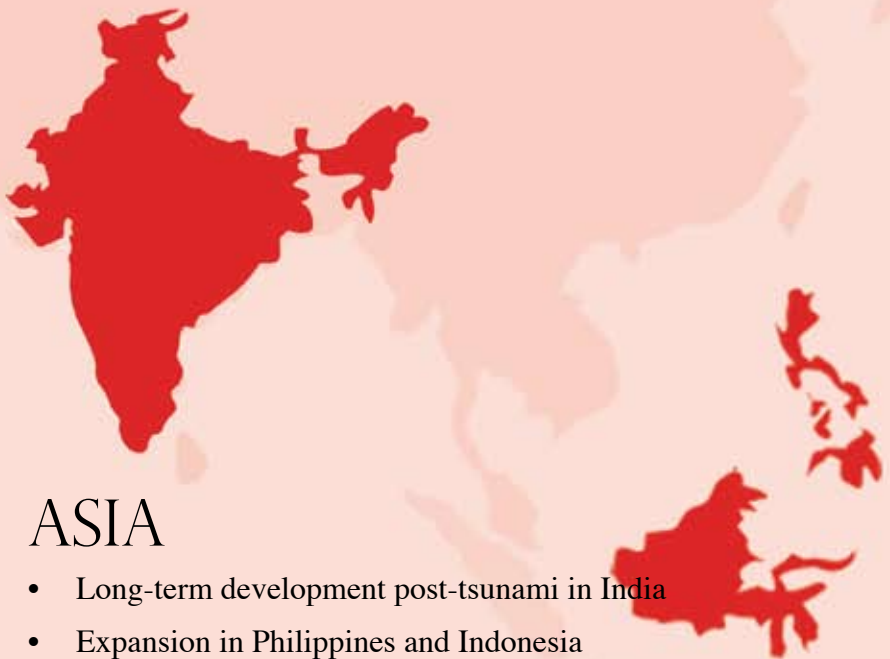 ASIA
• Long-term development post-tsunami in India
• Expansion in Philippines and Indonesia